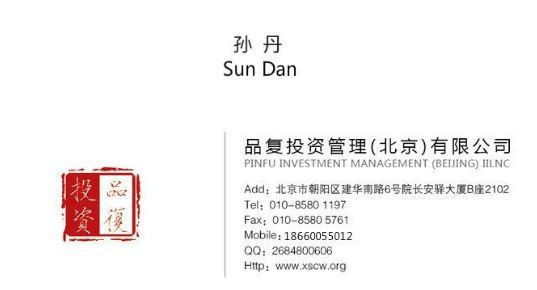 孙 丹
Sun Dan
品复投资管理(北京)有限公司
PINFU INVESTMENT MANAGEMENT (BEIJING) IILNC
投資
品復
Add: 北京市朝阳区建华南路6号院长安驿大厦B座2102
Tel: 010-8580 1197
Fax: 010-8580 5761
Mobile: 18660055012
QQ: 2684800606
Http: www.xscw.org